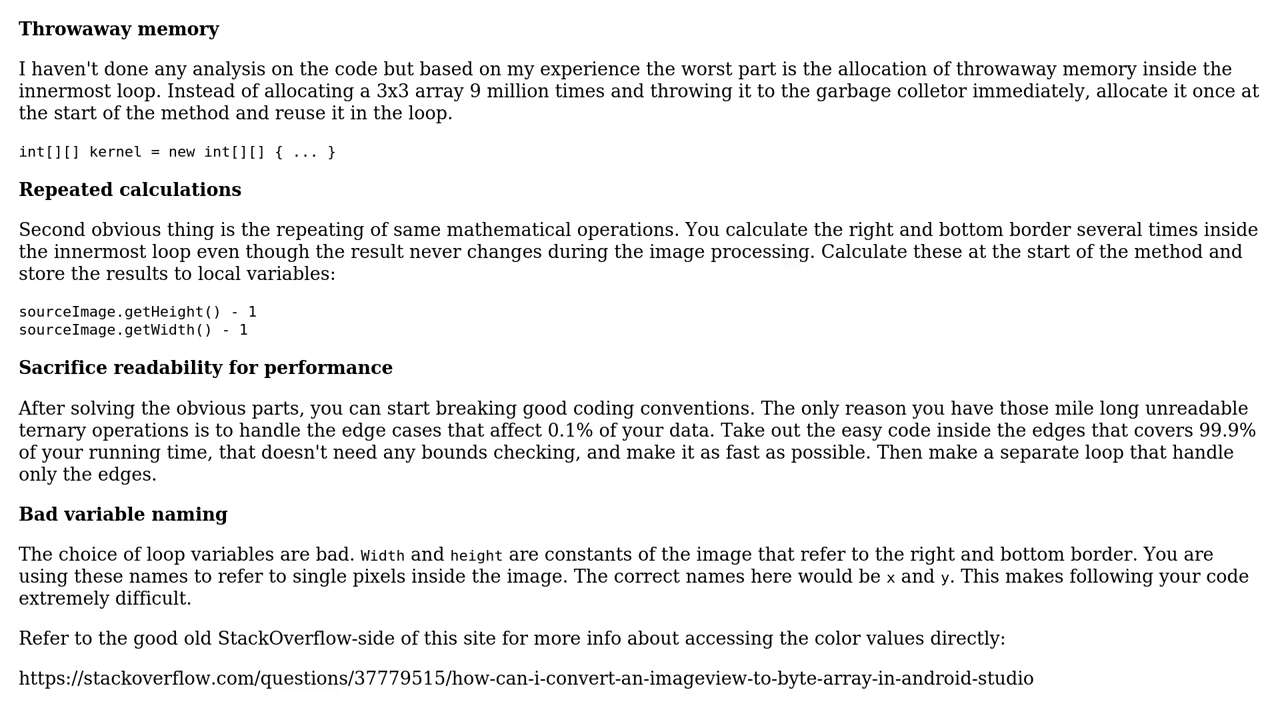 Throwaway memory
I haven't done any analysis on the code but based on my experience the worst part is the allocation of throwaway memory inside the
innermost loop. Instead of allocating a 3x3 array 9 million times and throwing it to the garbage colletor immediately, allocate it once at
the start of the method and reuse it in the loop.
int[][] kernel = new int[][] { ... }
Repeated calculations
Second obvious thing is the repeating of same mathematical operations. You calculate the right and bottom border several times inside
the innermost loop even though the result never changes during the image processing. Calculate these at the start of the method and
store the results to local variables:
sourceImage.getHeight() - 1
sourceImage.getWidth() - 1
Sacrifice readability for performance
After solving the obvious parts, you can start breaking good coding conventions. The only reason you have those mile long unreadable
ternary operations is to handle the edge cases that affect 0.1% of your data. Take out the easy code inside the edges that covers 99.9%
of your running time, that doesn't need any bounds checking, and make it as fast as possible. Then make a separate loop that handle
only the edges.
Bad variable naming
The choice of loop variables are bad. Width and height are constants of the image that refer to the right and bottom border. You are
using these names to refer to single pixels inside the image. The correct names here would be x and y. This makes following your code
extremely difficult.
Refer to the good old StackOverflow-side of this site for more info about accessing the color values directly:
https://stackoverflow.com/questions/37779515/how-can-i-convert-an-imageview-to-byte-array-in-android-studio